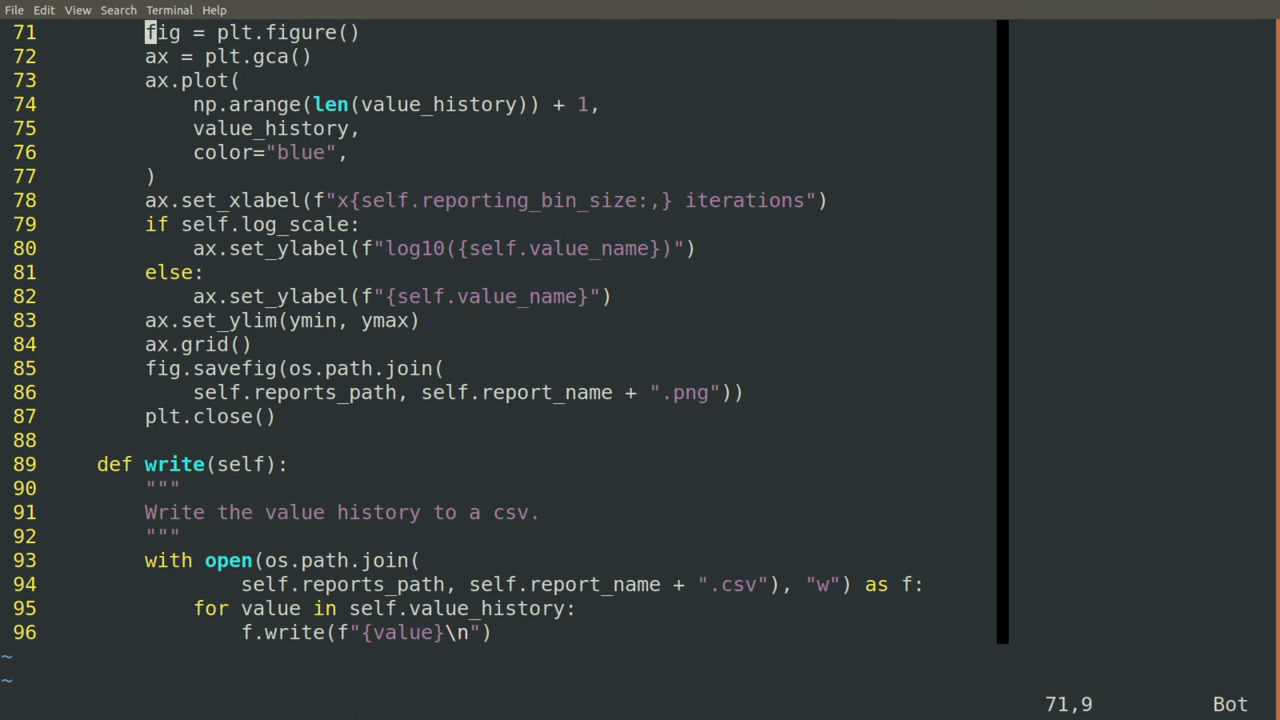 File Edit View Search Terminal Help
71         fig = plt.figure()
72         ax = plt.gca()
73         ax.plot(
74             np.arange(len(value_history)) + 1,
75             value_history,
76             color="blue",
77         )
78         ax.set_xlabel(f"x{self.reporting_bin_size:,} iterations")
79         if self.log_scale:
80             ax.set_ylabel(f"log10({self.value_name})")
81         else:
82             ax.set_ylabel(f"{self.value_name}")
83         ax.set_ylim(ymin, ymax)
84         ax.grid()
85         fig.savefig(os.path.join(
86             self.reports_path, self.report_name + ".png"))
87         plt.close()
88
89     def write(self):
90         """
91         Write the value history to a csv.
92         """
93         with open(os.path.join(
94                 self.reports_path, self.report_name + ".csv"), "w") as f:
95             for value in self.value_history:
96                 f.write(f"{value}\n")
~
~
71,9 Bot